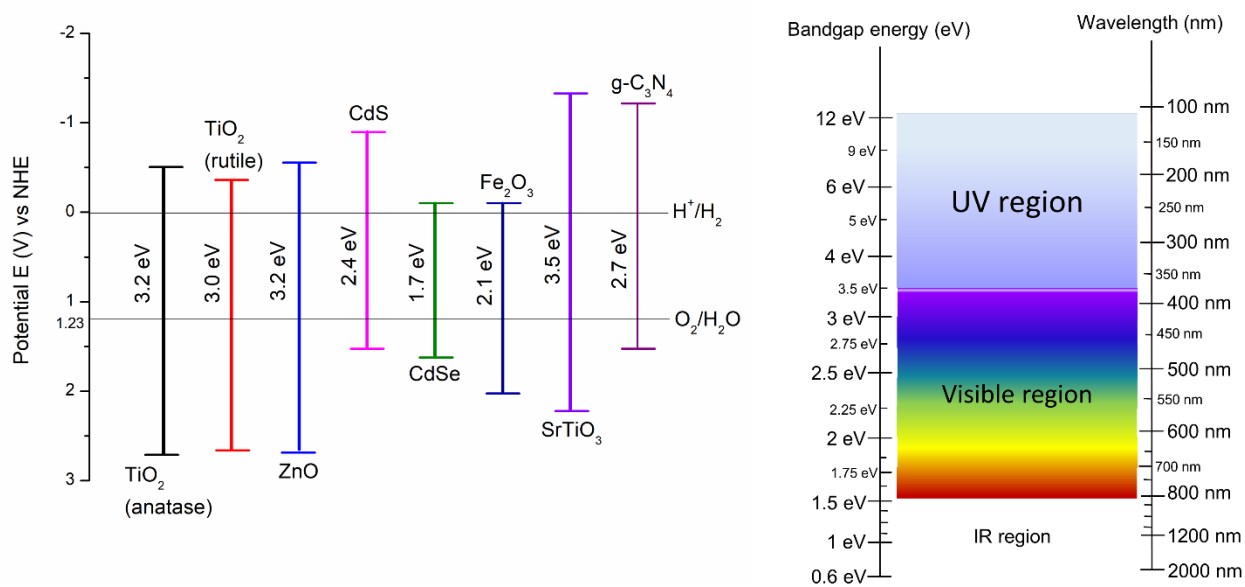 Potential E (V) vs NHE
-2
-1
0
1
1.23
2
3
TiO₂
(anatase)
3.2 eV
TiO₂
(rutile)
3.0 eV
ZnO
3.2 eV
CdS
2.4 eV
CdSe
1.7 eV
Fe₂O₃
2.1 eV
SrTiO₃
3.5 eV
g-C₃N₄
2.7 eV
H⁺/H₂
O₂/H₂O
Bandgap energy (eV)
12 eV
9 eV
6 eV
5 eV
4 eV
3.5 eV
3 eV
2.75 eV
2.5 eV
2.25 eV
2 eV
1.75 eV
1.5 eV
1 eV
0.6 eV
UV region
Visible region
IR region
Wavelength (nm)
100 nm
150 nm
200 nm
250 nm
300 nm
350 nm
400 nm
450 nm
500 nm
550 nm
600 nm
700 nm
800 nm
1200 nm
2000 nm